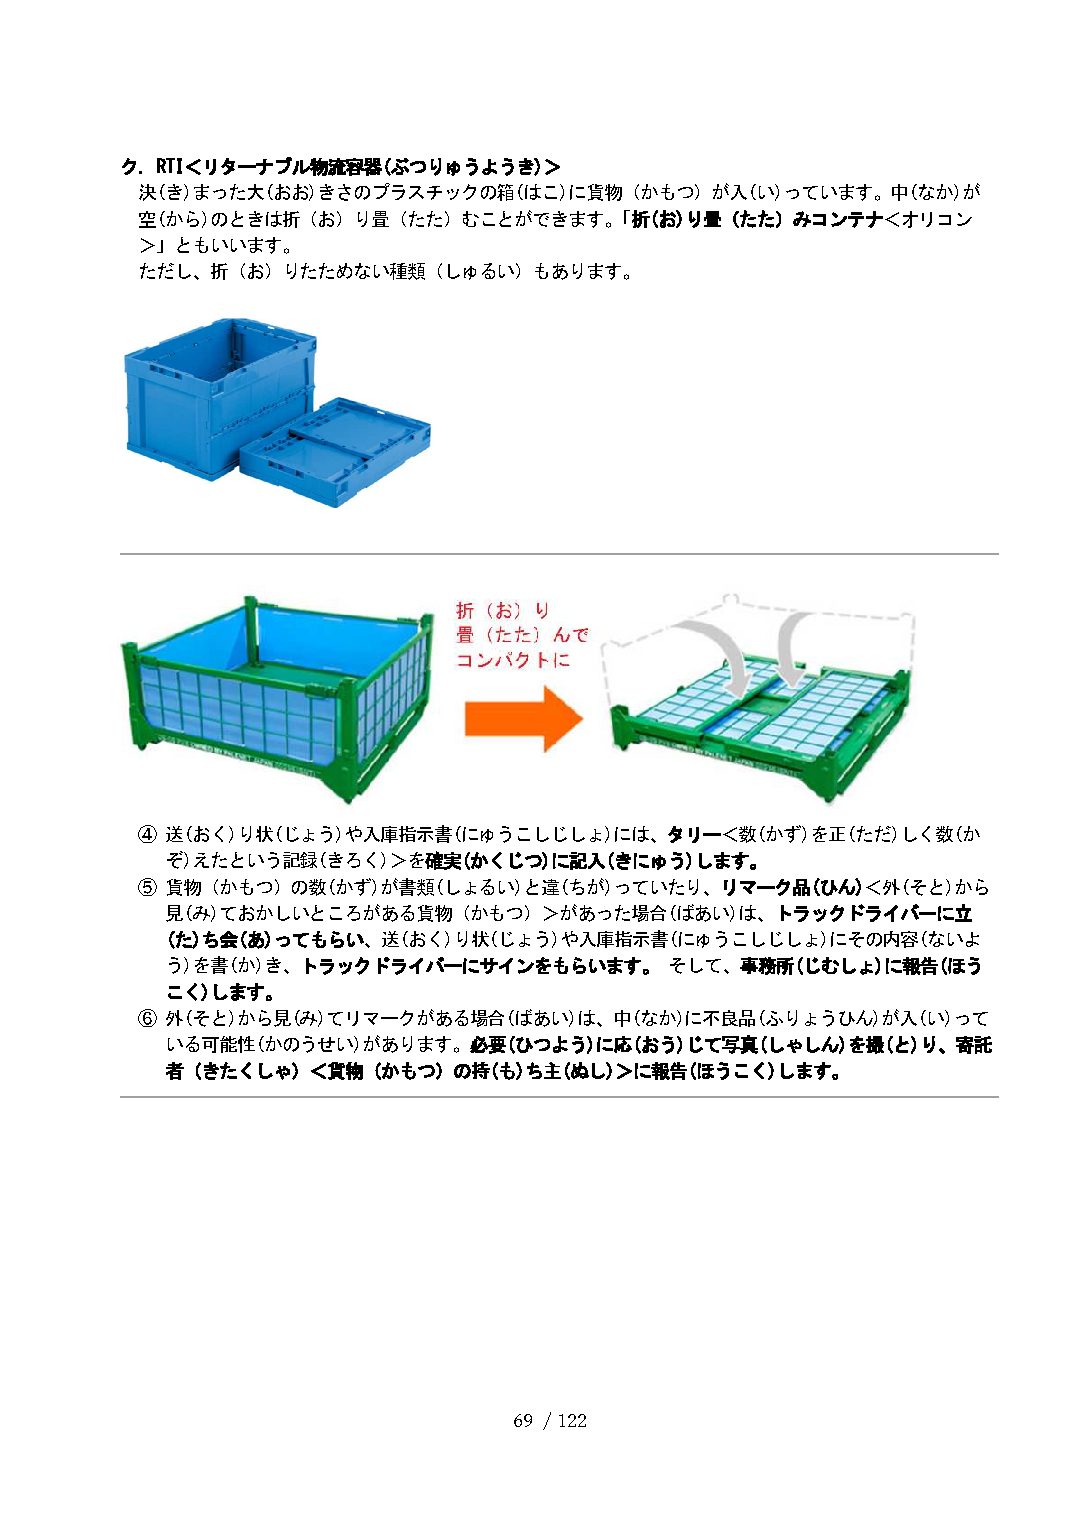 ク．RTI＜リターナブル物流容器(ぶつりゅうようき)＞
決(き)まった大(おお)きさのプラスチックの箱(はこ)に貨物（かもつ）が入(い)っています。中(なか)が
空(から)のときは折（お）り畳（たた）むことができます。「折(お)り畳（たた）みコンテナ＜オリコン
＞」ともいいます。
ただし、折（お）りたためない種類（しゅるい）もあります。
折（お）り
畳（たた）んで
コンパクトに
④ 送(おく)り状(じょう)や入庫指示書(にゅうこしじしょ)には、タリー＜数(かず)を正(ただ)しく数(か
ぞ)えたという記録(きろく)＞を確実(かくじつ)に記入(きにゅう)します。
⑤ 貨物（かもつ）の数(かず)が書類(しょるい)と違(ちが)っていたり、リマーク品(ひん)＜外(そと)から
見(み)ておかしいところがある貨物（かもつ）＞があった場合(ばあい)は、トラックドライバーに立
(た)ち会(あ)ってもらい、送(おく)り状(じょう)や入庫指示書(にゅうこしじしょ)にその内容(ないよ
う)を書(か)き、トラックドライバーにサインをもらいます。 そして、事務所(じむしょ)に報告(ほう
こく)します。
⑥ 外(そと)から見(み)てリマークがある場合(ばあい)は、中(なか)に不良品(ふりょうひん)が入(い)って
いる可能性(かのうせい)があります。必要(ひつよう)に応(おう)じて写真(しゃしん)を撮(と)り、寄託
者（きたくしゃ）＜貨物（かもつ）の持(も)ち主(ぬし)＞に報告(ほうこく)します。
69 / 122